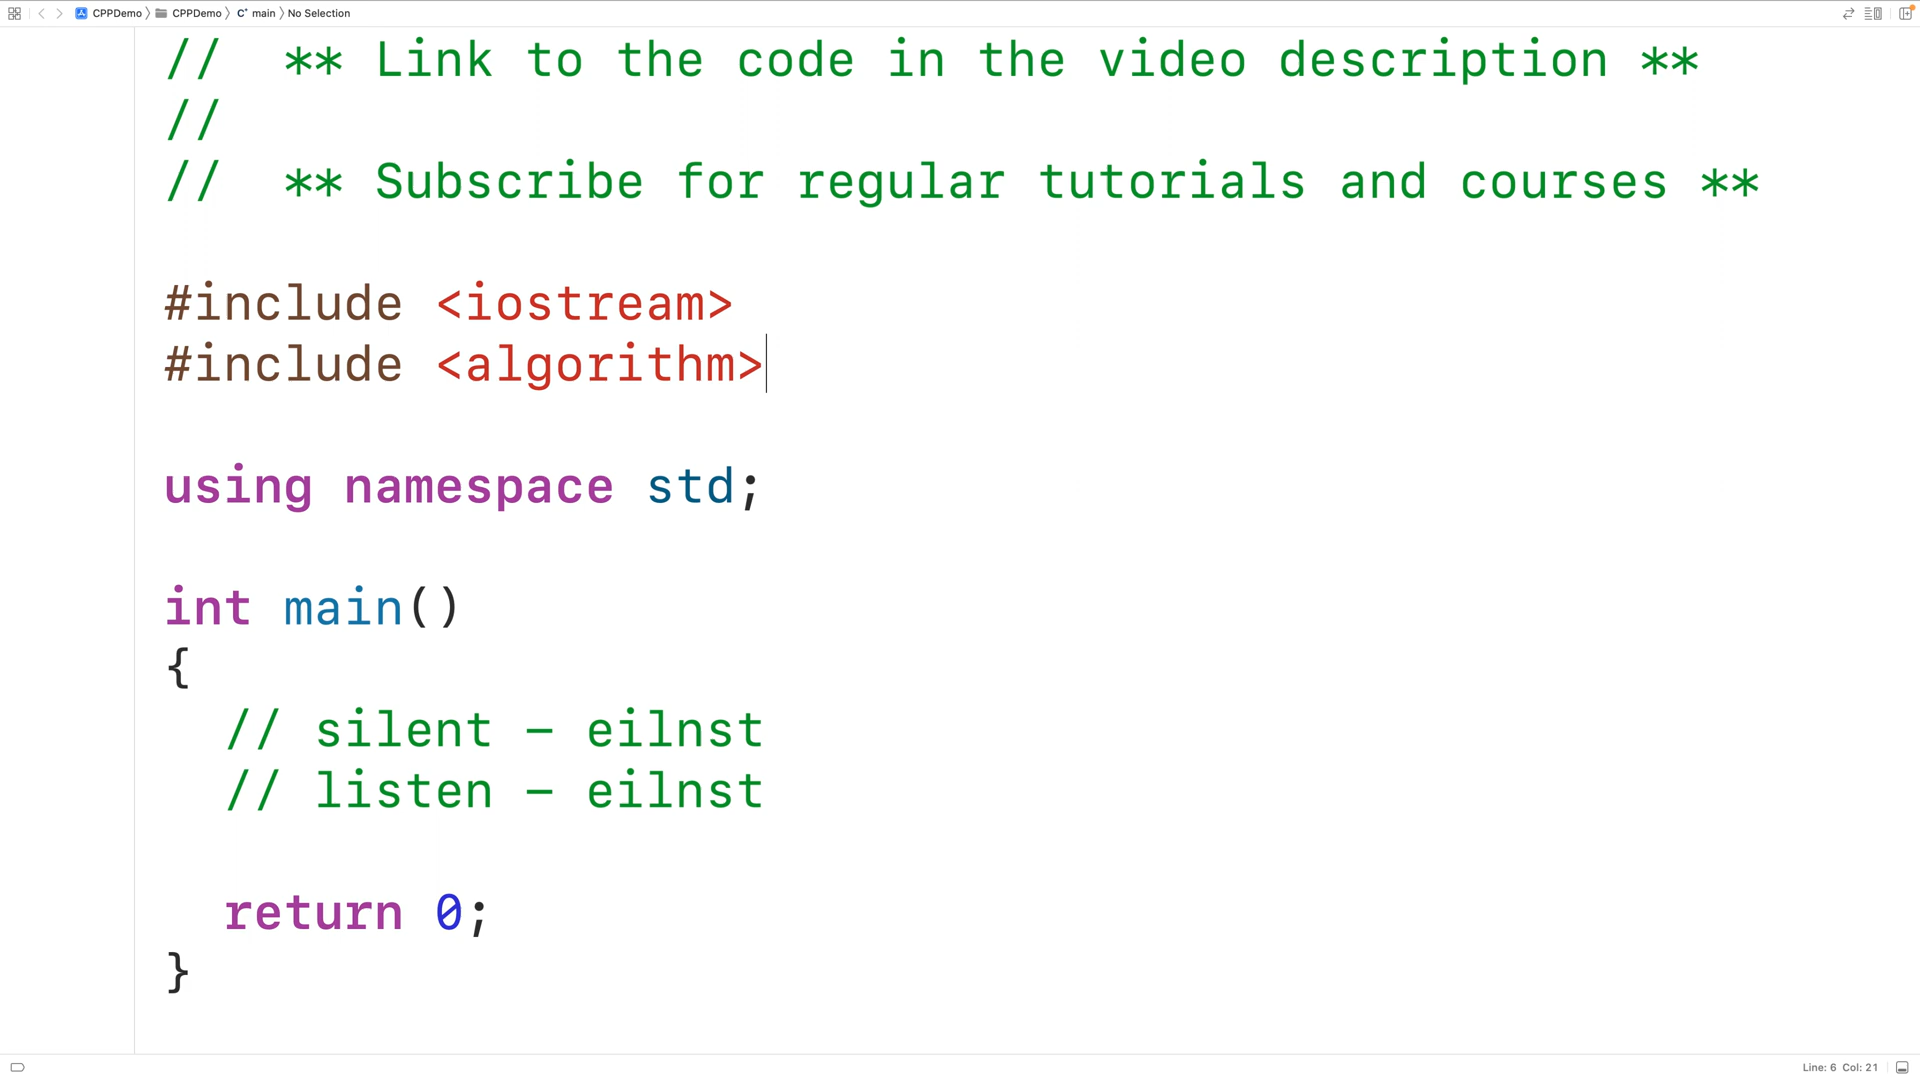 CPPDemo CPPDemo C+ main No Selection
// ** Link to the code in the video description **
//
// ** Subscribe for regular tutorials and courses **
#include <iostream>
#include <algorithm>
using namespace std;
int main()
{
// silent - eilnst
// listen - eilnst
return 0;
}
Line: 6 Col: 21